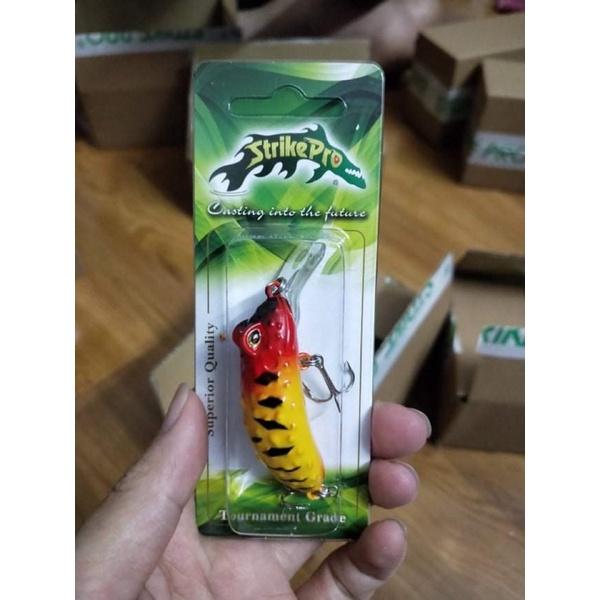 StrikePro
®
Casting into the future
Superior Quality
Tournament Grade